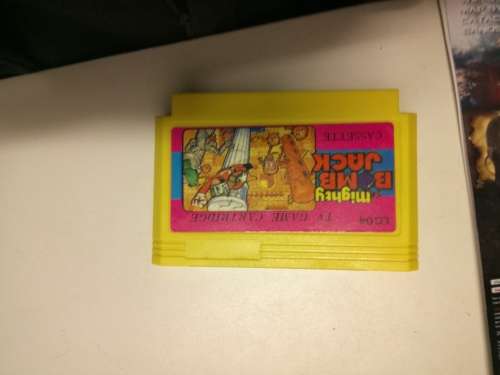 TV GAME CARTRIDGE
mighty
BOMB
JACK
CASSETTE